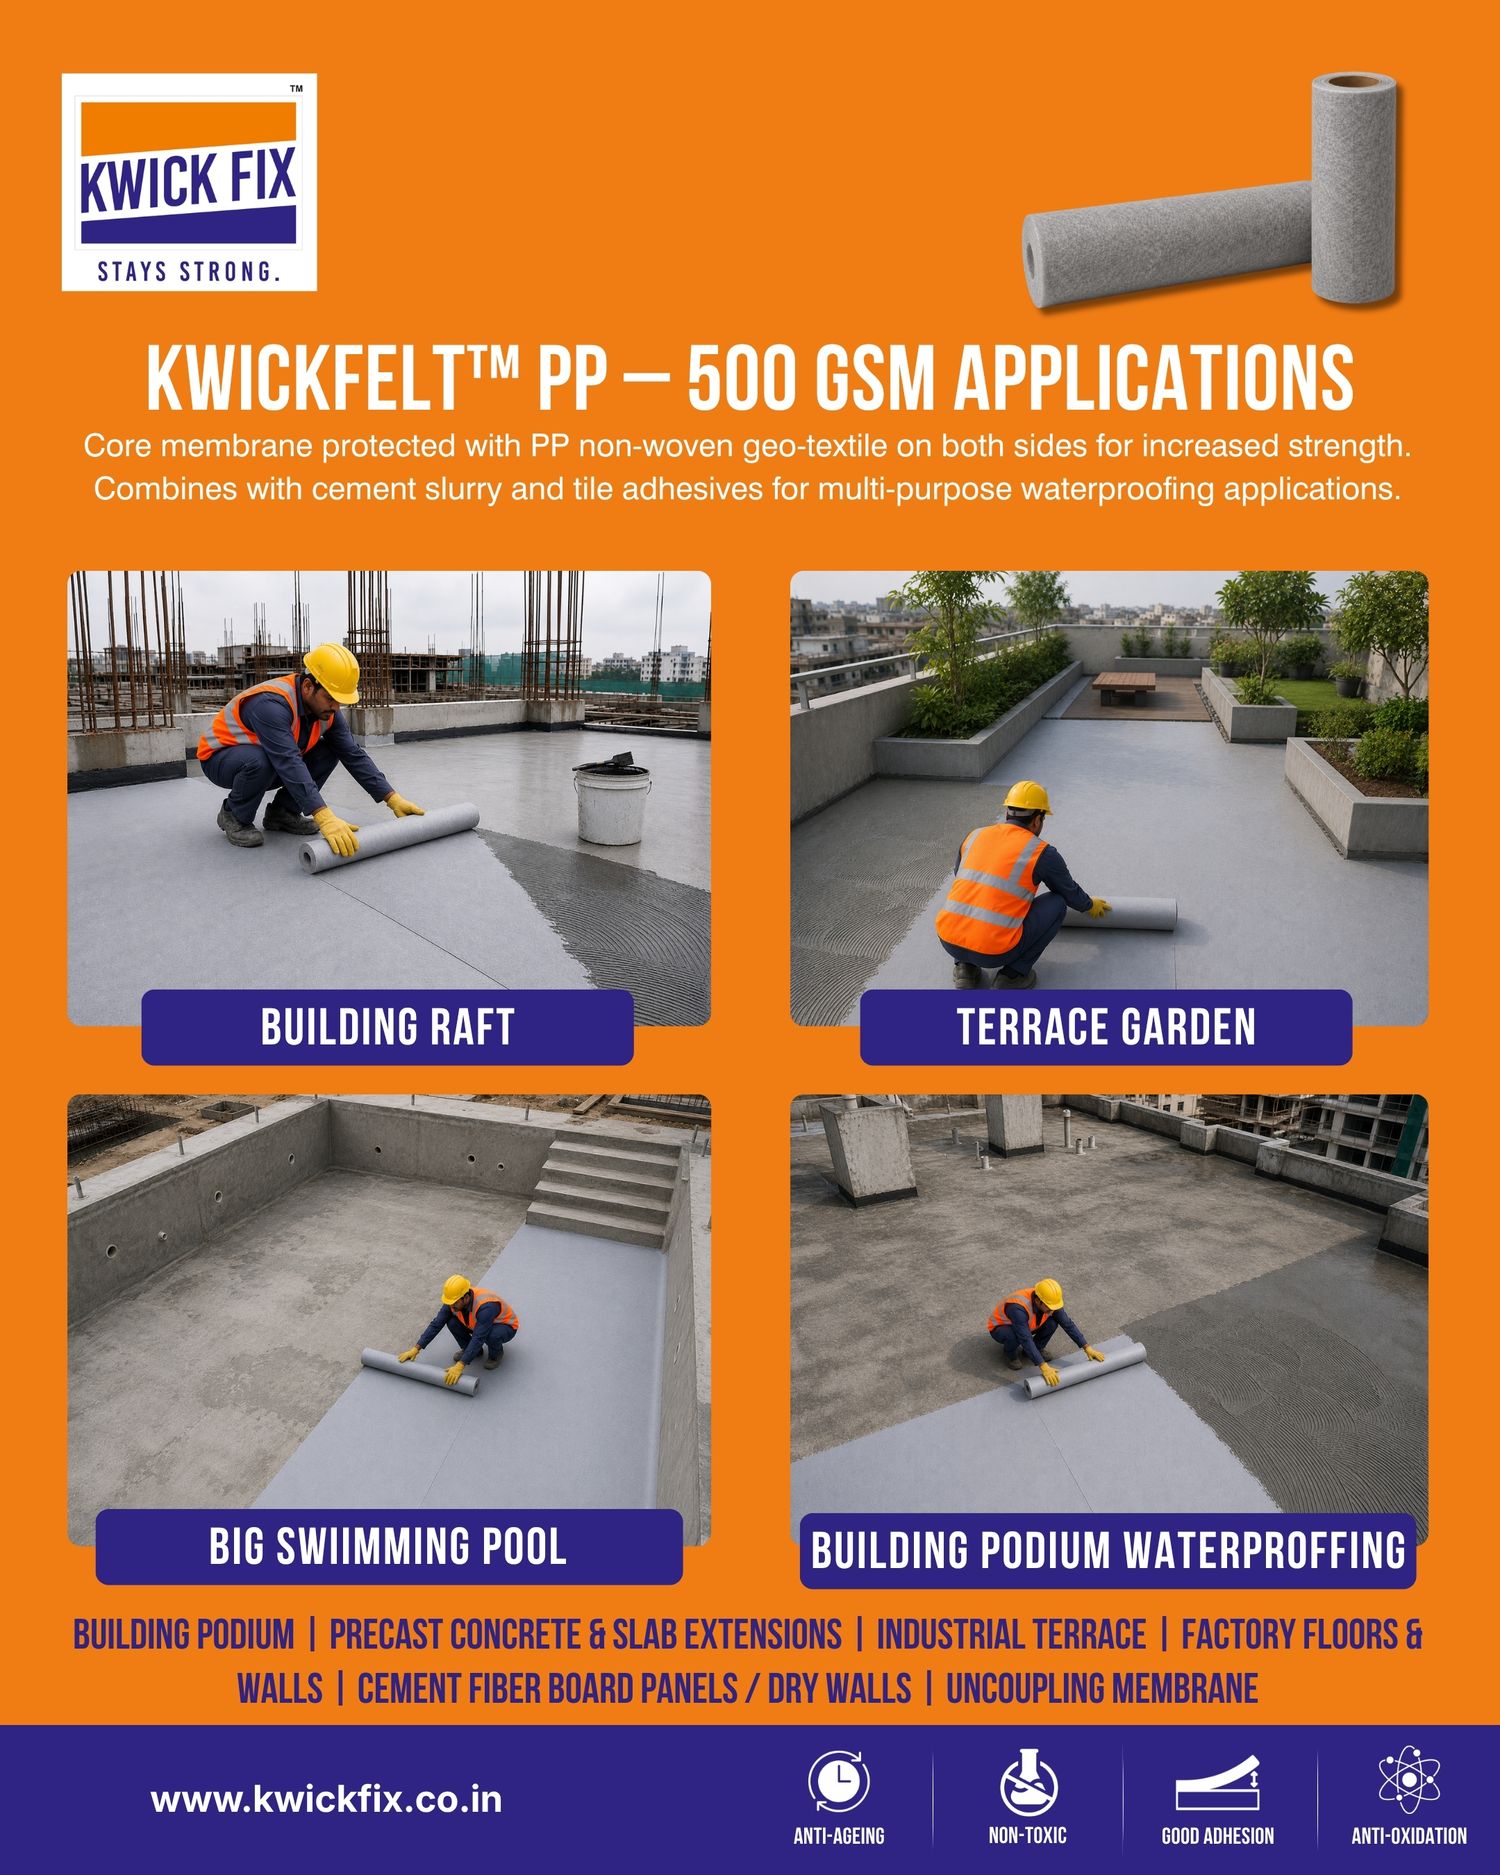 TM
KWICK FIX
STAYS STRONG.
KWICKFELT™ PP – 500 GSM APPLICATIONS
Core membrane protected with PP non-woven geo-textile on both sides for increased strength.
Combines with cement slurry and tile adhesives for multi-purpose waterproofing applications.
BUILDING RAFT
TERRACE GARDEN
BIG SWIIMMING POOL
BUILDING PODIUM WATERPROFFING
BUILDING PODIUM | PRECAST CONCRETE & SLAB EXTENSIONS | INDUSTRIAL TERRACE | FACTORY FLOORS &
WALLS | CEMENT FIBER BOARD PANELS / DRY WALLS | UNCOUPLING MEMBRANE
www.kwickfix.co.in
ANTI-AGEING
NON-TOXIC
GOOD ADHESION
ANTI-OXIDATION